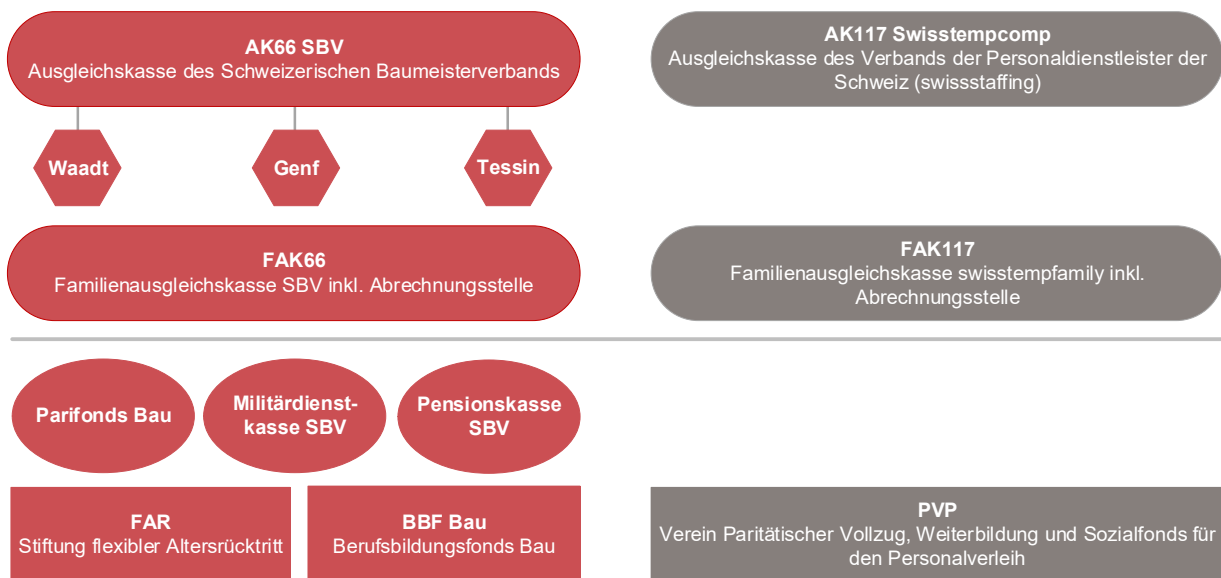 AK66 SBV
Ausgleichskasse des Schweizerischen Baumeisterverbands
AK117 Swisstempcomp
Ausgleichskasse des Verbands der Personaldienstleister der
Schweiz (swissstaffing)
Waadt
Genf
Tessin
FAK66
Familienausgleichskasse SBV inkl. Abrechnungsstelle
FAK117
Familienausgleichskasse swisstempfamily inkl.
Abrechnungsstelle
Parifonds Bau
Militärdienst-
kasse SBV
Pensionskasse
SBV
FAR
Stiftung flexibler Altersrücktritt
BBF Bau
Berufsbildungsfonds Bau
PVP
Verein Paritätischer Vollzug, Weiterbildung und Sozialfonds für
den Personalverleih